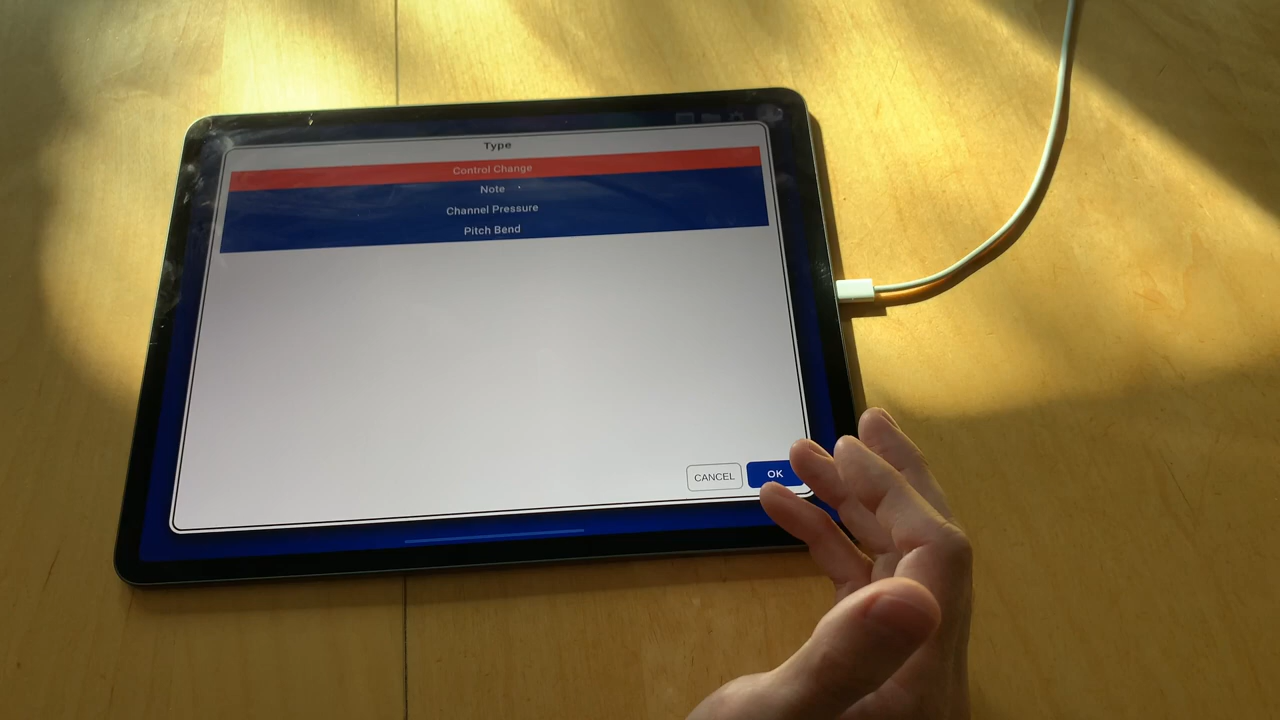 Type
Control Change
Note
Channel Pressure
Pitch Bend
CANCEL
OK